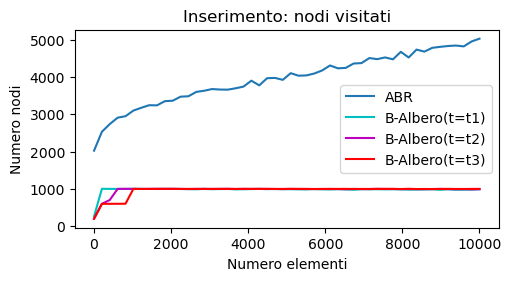 Inserimento: nodi visitati
Numero nodi
5000
4000
3000
2000
1000
0
ABR
B-Albero(t=t1)
B-Albero(t=t2)
B-Albero(t=t3)
0 2000 4000 6000 8000 10000
Numero elementi